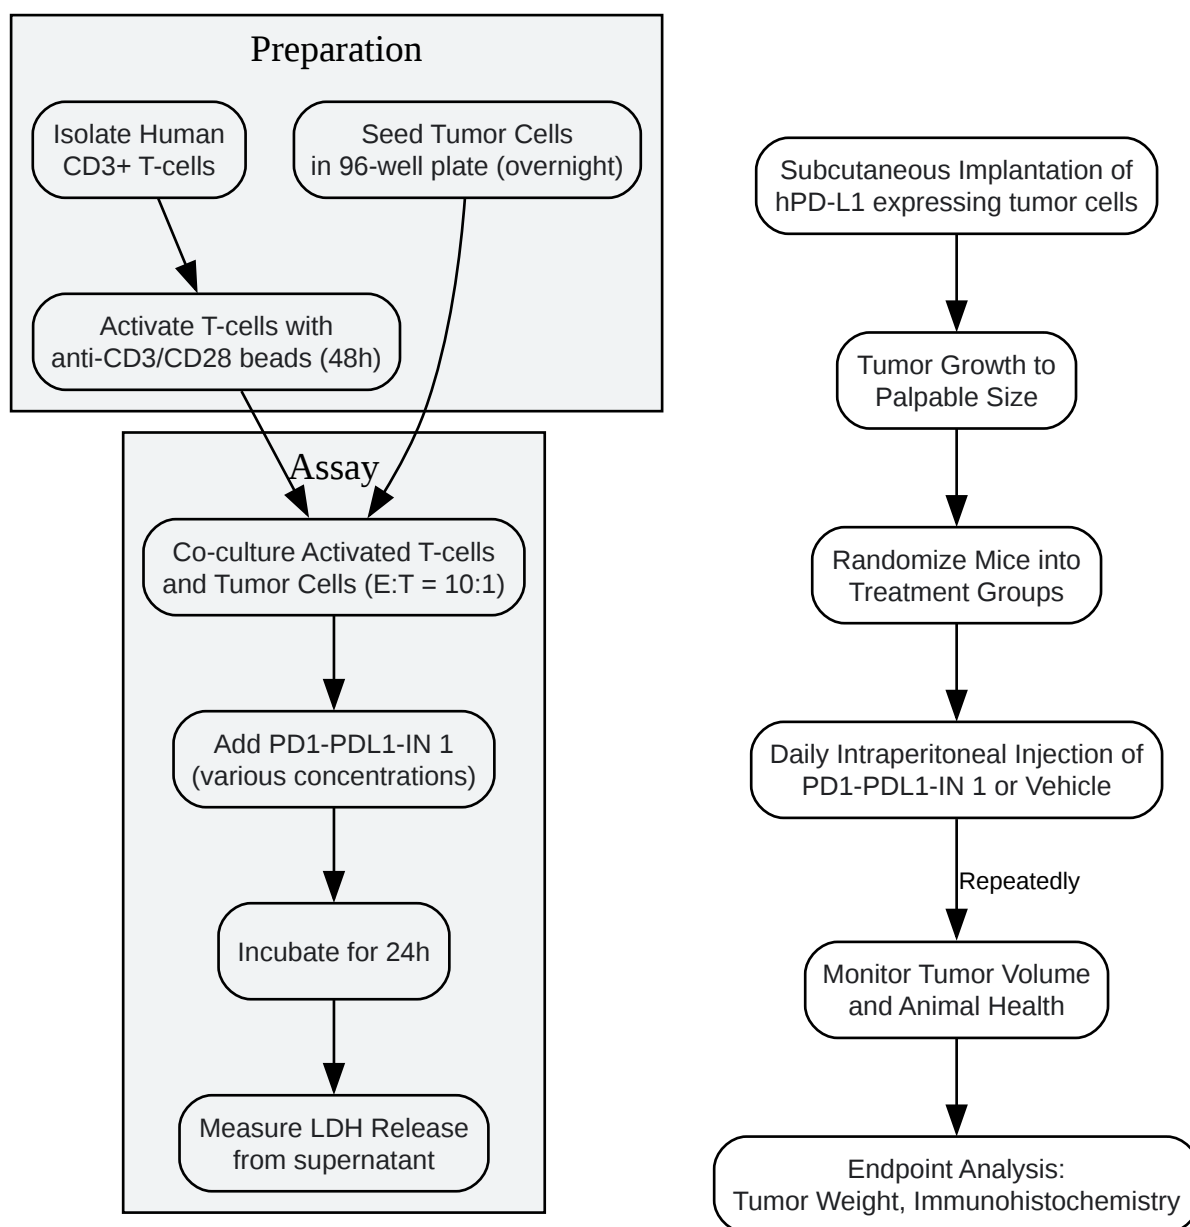 Preparation
Isolate Human
CD3+ T-cells
Seed Tumor Cells
in 96-well plate (overnight)
Activate T-cells with
anti-CD3/CD28 beads (48h)
Assay
Co-culture Activated T-cells
and Tumor Cells (E:T = 10:1)
Add PD1-PDL1-IN 1
(various concentrations)
Incubate for 24h
Measure LDH Release
from supernatant
Subcutaneous Implantation of
hPD-L1 expressing tumor cells
Tumor Growth to
Palpable Size
Randomize Mice into
Treatment Groups
Daily Intraperitoneal Injection of
PD1-PDL1-IN 1 or Vehicle
Repeatedly
Monitor Tumor Volume
and Animal Health
Endpoint Analysis:
Tumor Weight, Immunohistochemistry